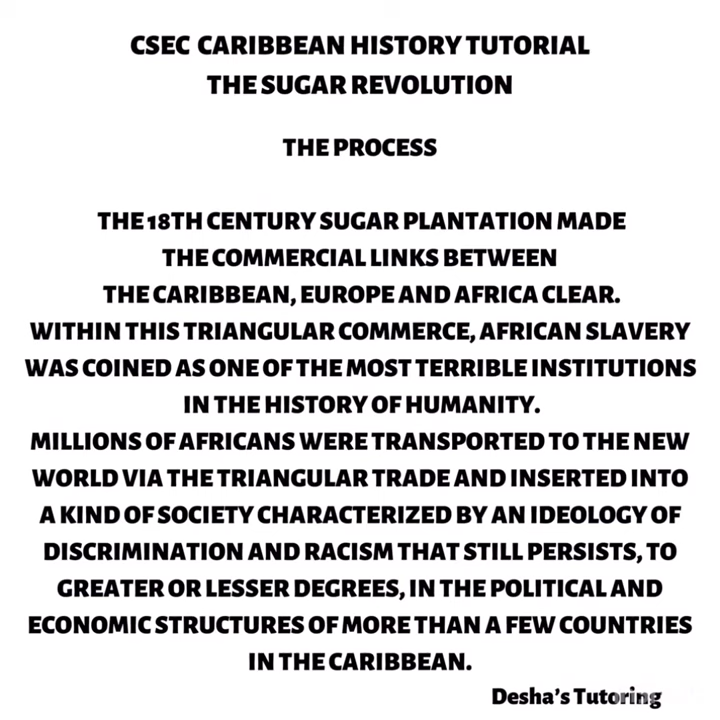 CSEC CARIBBEAN HISTORY TUTORIAL
THE SUGAR REVOLUTION
THE PROCESS
THE 18TH CENTURY SUGAR PLANTATION MADE
THE COMMERCIAL LINKS BETWEEN
THE CARIBBEAN, EUROPE AND AFRICA CLEAR.
WITHIN THIS TRIANGULAR COMMERCE, AFRICAN SLAVERY
WAS COINED AS ONE OF THE MOST TERRIBLE INSTITUTIONS
IN THE HISTORY OF HUMANITY.
MILLIONS OF AFRICANS WERE TRANSPORTED TO THE NEW
WORLD VIA THE TRIANGULAR TRADE AND INSERTED INTO
A KIND OF SOCIETY CHARACTERIZED BY AN IDEOLOGY OF
DISCRIMINATION AND RACISM THAT STILL PERSISTS, TO
GREATER OR LESSER DEGREES, IN THE POLITICAL AND
ECONOMIC STRUCTURES OF MORE THAN A FEW COUNTRIES
IN THE CARIBBEAN.
Desha's Tutoring